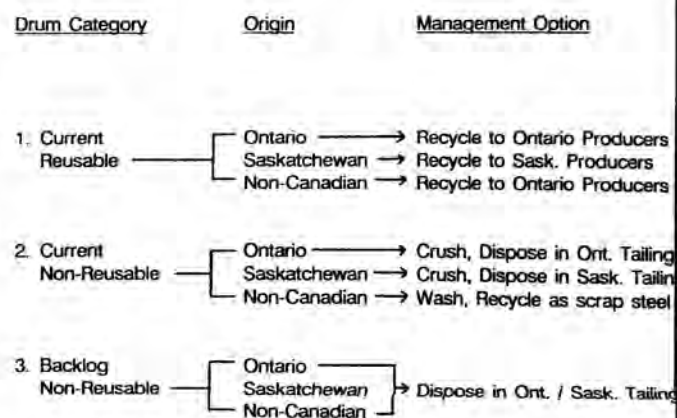 Drum Category Origin Management Option
1. Current Ontario Recycle to Ontario Producers
Reusable Saskatchewan Recycle to Sask. Producers
Non-Canadian Recycle to Ontario Producers
2. Current Ontario Crush, Dispose in Ont. Tailing
Non-Reusable Saskatchewan Crush, Dispose in Sask. Tailin
Non-Canadian Wash, Recycle as scrap steel
3. Backlog Ontario
Non-Reusable Saskatchewan Dispose in Ont. / Sask. Tailing
Non-Canadian